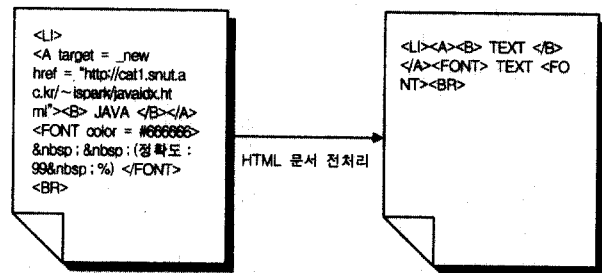 <LI>
<A target = _new
href = "http://cat1.snut.a
c.kr/~ispark/javaidx.ht
ml"><B> JAVA </B></A>
<FONT color = #666666>
&nbsp ; &nbsp ; (정확도 :
99&nbsp ; %) </FONT>
<BR>
HTML 문서 전처리
<LI><A><B> TEXT </B>
</A><FONT> TEXT <FO
NT><BR>